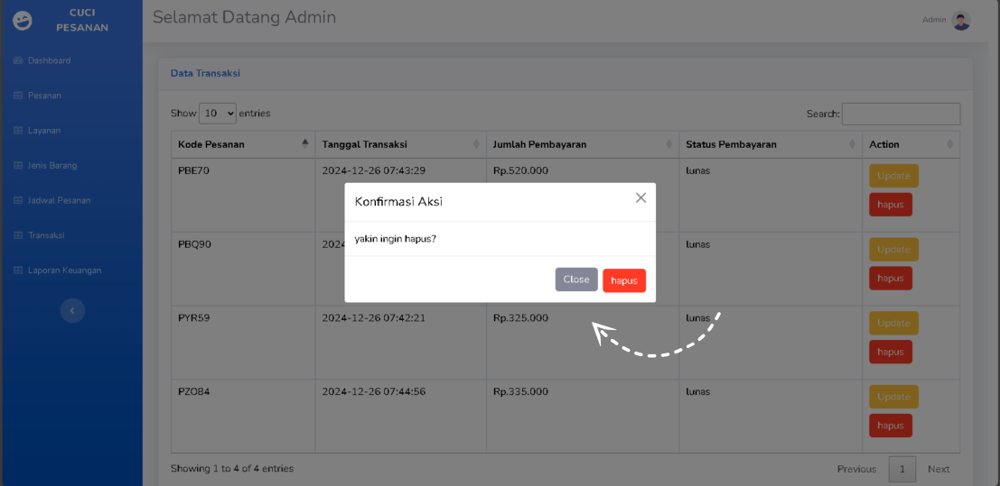 CUCI
PESANAN
Selamat Datang Admin
Admin
Dashboard
Pesanan
Layanan
Jenis Barang
Jadwal Pesanan
Transaksi
Laporan Keuangan
Data Transaksi
Show 10 entries
Search:
Kode Pesanan Tanggal Transaksi Jumlah Pembayaran Status Pembayaran Action
PBE70 2024-12-26 07:43:29 Rp.520.000 lunas Update
hapus
Konfirmasi Aksi
yakin ingin hapus?
Close hapus
PBQ90 2024 lunas Update
hapus
PYR59 2024-12-26 07:42:21 Rp.325.000 lunas Update
hapus
PZO84 2024-12-26 07:44:56 Rp.335.000 lunas Update
hapus
Showing 1 to 4 of 4 entries
Previous 1 Next